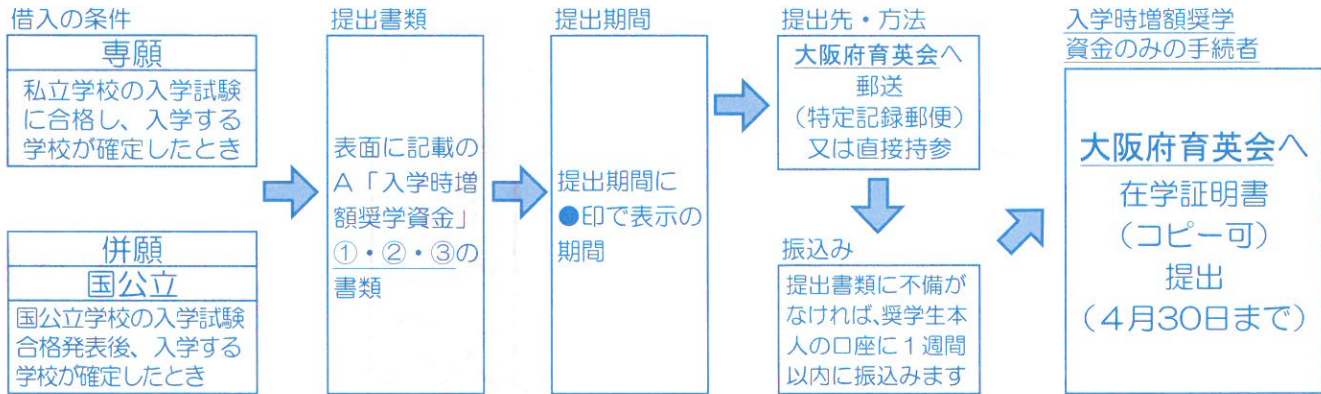 借入の条件
専願
私立学校の入学試験
に合格し、入学する
学校が確定したとき
併願
国公立
国公立学校の入学試験
合格発表後、入学する
学校が確定したとき
提出書類
表面に記載の
A「入学時増
額奨学資金」
①・②・③の
書類
提出期間
提出期間に
●印で表示の
期間
提出先・方法
大阪府育英会へ
郵送
（特定記録郵便）
又は直接持参
振込み
提出書類に不備が
なければ、奨学生本
人の口座に1週間
以内に振込みます
入学時増額奨学
資金のみの手続者
大阪府育英会へ
在学証明書
（コピー可）
提出
（4月30日まで）